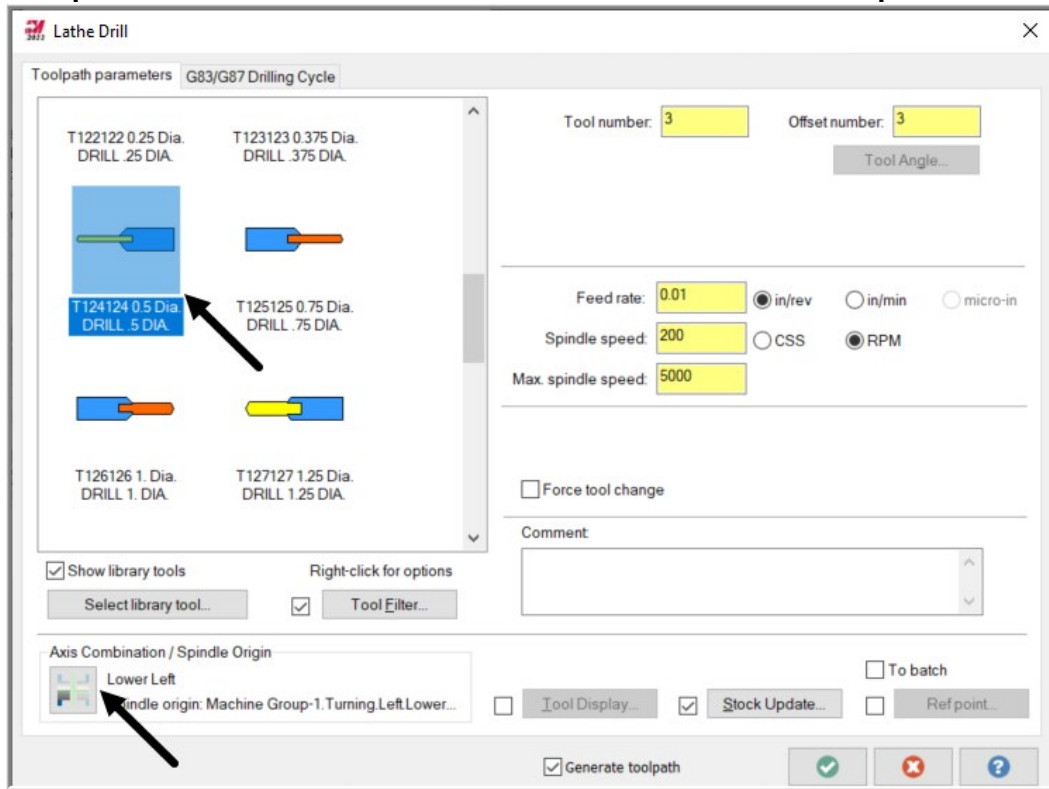 2023 Lathe Drill
Toolpath parameters G83/G87 Drilling Cycle
T122122 0.25 Dia.
DRILL .25 DIA.
T123123 0.375 Dia.
DRILL .375 DIA.
T124124 0.5 Dia.
DRILL .5 DIA.
T125125 0.75 Dia.
DRILL .75 DIA.
T126126 1. Dia.
DRILL 1. DIA.
T127127 1.25 Dia.
DRILL 1.25 DIA.
Show library tools
Right-click for options
Select library tool...
Tool Filter...
Tool number: 3
Offset number: 3
Tool Angle...
Feed rate: 0.01 in/rev in/min micro-in
Spindle speed: 200 CSS RPM
Max. spindle speed: 5000
Force tool change
Comment:
Axis Combination / Spindle Origin
Lower Left
origin: Machine Group-1.Turning.Left.Lower...
To batch
Tool Display... Stock Update... Ref point...
Generate toolpath